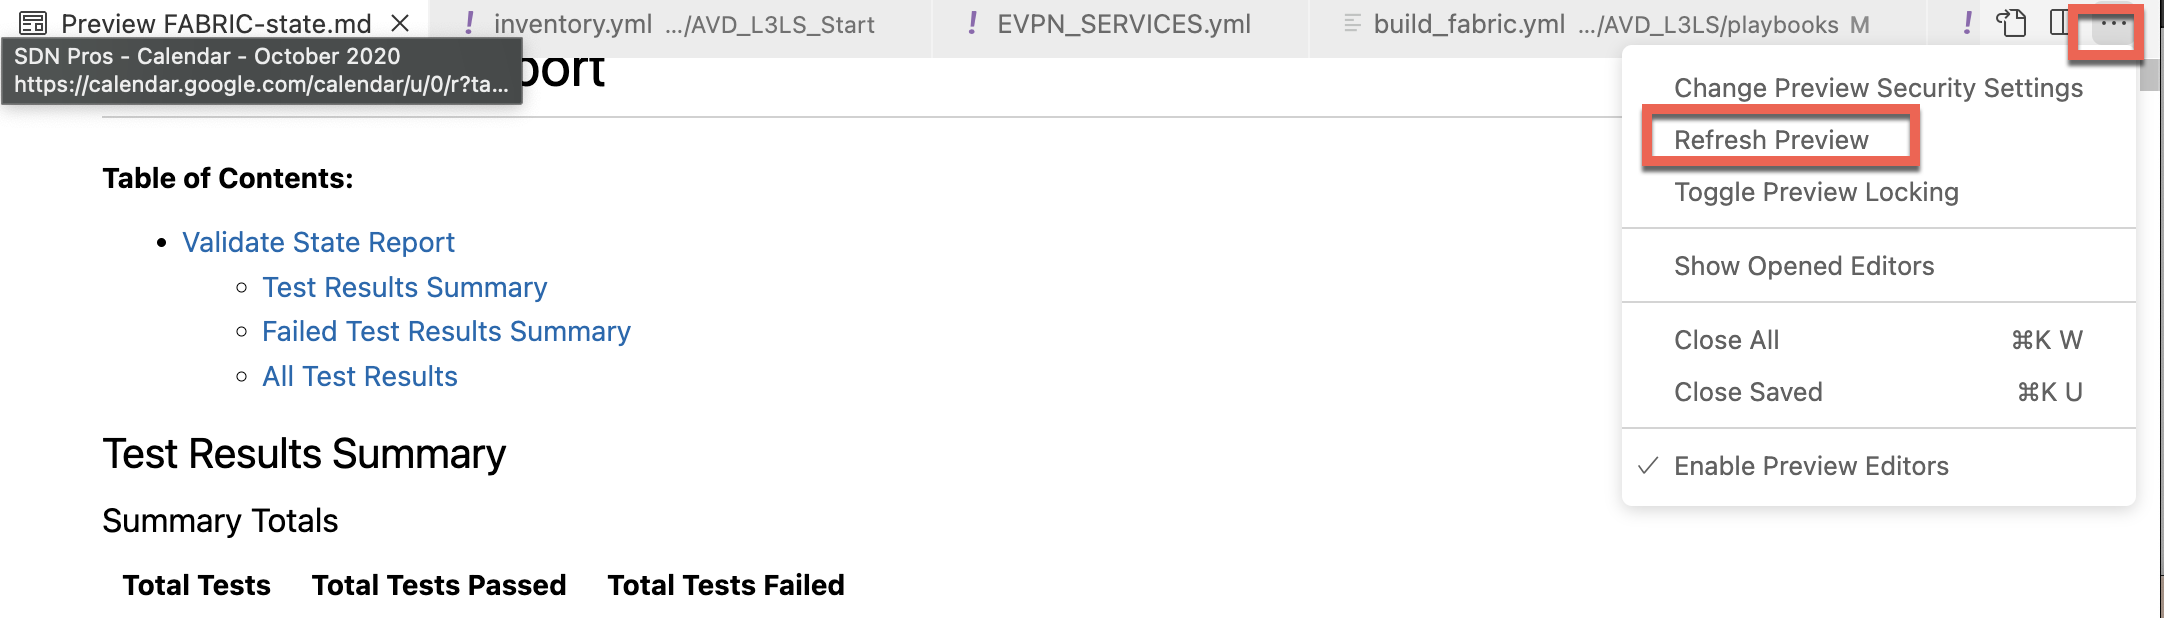 Preview FABRIC-state.md
! inventory.yml .../AVD_L3LS_Start
! EVPN_SERVICES.yml
build_fabric.yml .../AVD_L3LS/playbooks M
!
SDN Pros - Calendar - October 2020
https://calendar.google.com/calendar/u/0/r?ta...
port
Change Preview Security Settings
Refresh Preview
Toggle Preview Locking
Show Opened Editors
Close All ⌘K W
Close Saved ⌘K U
✓ Enable Preview Editors
Table of Contents:
• Validate State Report
◦ Test Results Summary
◦ Failed Test Results Summary
◦ All Test Results
Test Results Summary
Summary Totals
Total Tests Total Tests Passed Total Tests Failed